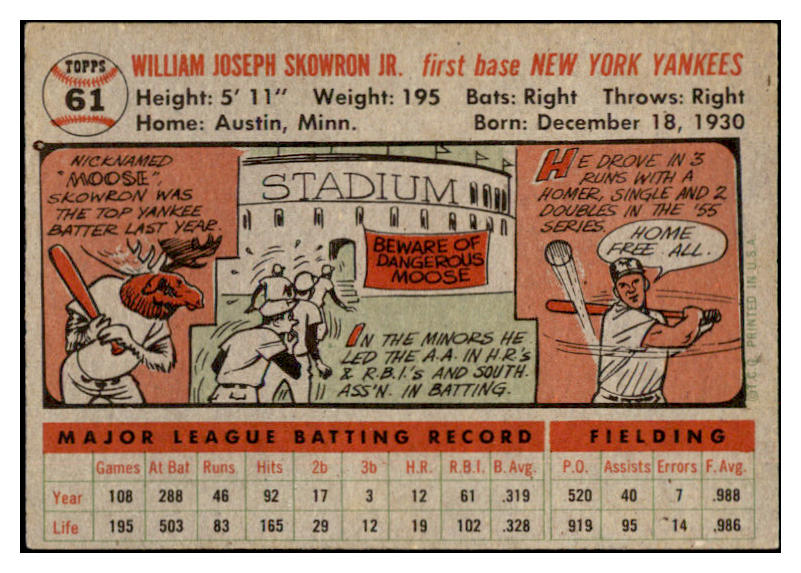 TOPPS
61
WILLIAM JOSEPH SKOWRON JR. first base NEW YORK YANKEES
Height: 5' 11" Weight: 195 Bats: Right Throws: Right
Home: Austin, Minn. Born: December 18, 1930
NICKNAMED
"MOOSE",
SKOWRON WAS
THE TOP YANKEE
BATTER LAST YEAR.
STADIUM
BEWARE OF
DANGEROUS
MOOSE
IN THE MINORS HE
LED THE A.A. IN H.R.'s
& R.B.I.'s AND SOUTH.
ASS'N. IN BATTING.
HE DROVE IN 3
RUNS WITH A
HOMER, SINGLE AND 2
DOUBLES IN THE '55
SERIES.
HOME
FREE ALL.
© T.C.G. PRINTED IN U.S.A.
MAJOR LEAGUE BATTING RECORD FIELDING
Games At Bat Runs Hits 2b 3b H.R. R.B.I. B. Avg. P.O. Assists Errors F. Avg.
Year 108 288 46 92 17 3 12 61 .319 520 40 7 .988
Life 195 503 83 165 29 12 19 102 .328 919 95 14 .986